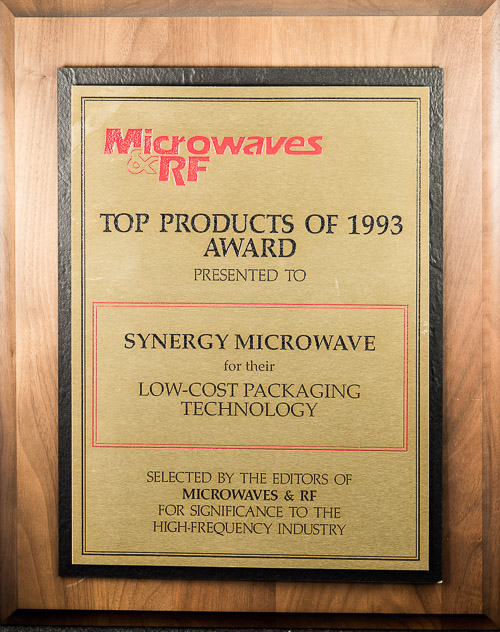 Microwaves
& RF
TOP PRODUCTS OF 1993
AWARD
PRESENTED TO
SYNERGY MICROWAVE
for their
LOW-COST PACKAGING
TECHNOLOGY
SELECTED BY THE EDITORS OF
MICROWAVES & RF
FOR SIGNIFICANCE TO THE
HIGH-FREQUENCY INDUSTRY